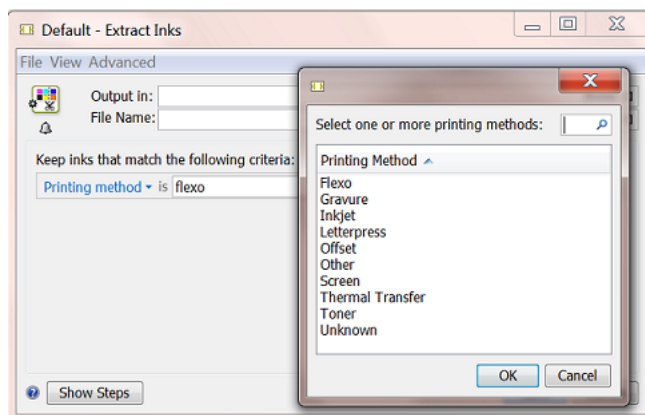 Default - Extract Inks
File View Advanced
Output in:
File Name:
Keep inks that match the following criteria:
Printing method is flexo
Show Steps
Select one or more printing methods:
Printing Method
Flexo
Gravure
Inkjet
Letterpress
Offset
Other
Screen
Thermal Transfer
Toner
Unknown
OK Cancel